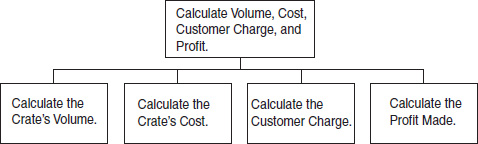 Calculate Volume, Cost,
Customer Charge, and
Profit.
Calculate the
Crate's Volume.
Calculate the
Crate's Cost.
Calculate the
Customer Charge.
Calculate the
Profit Made.